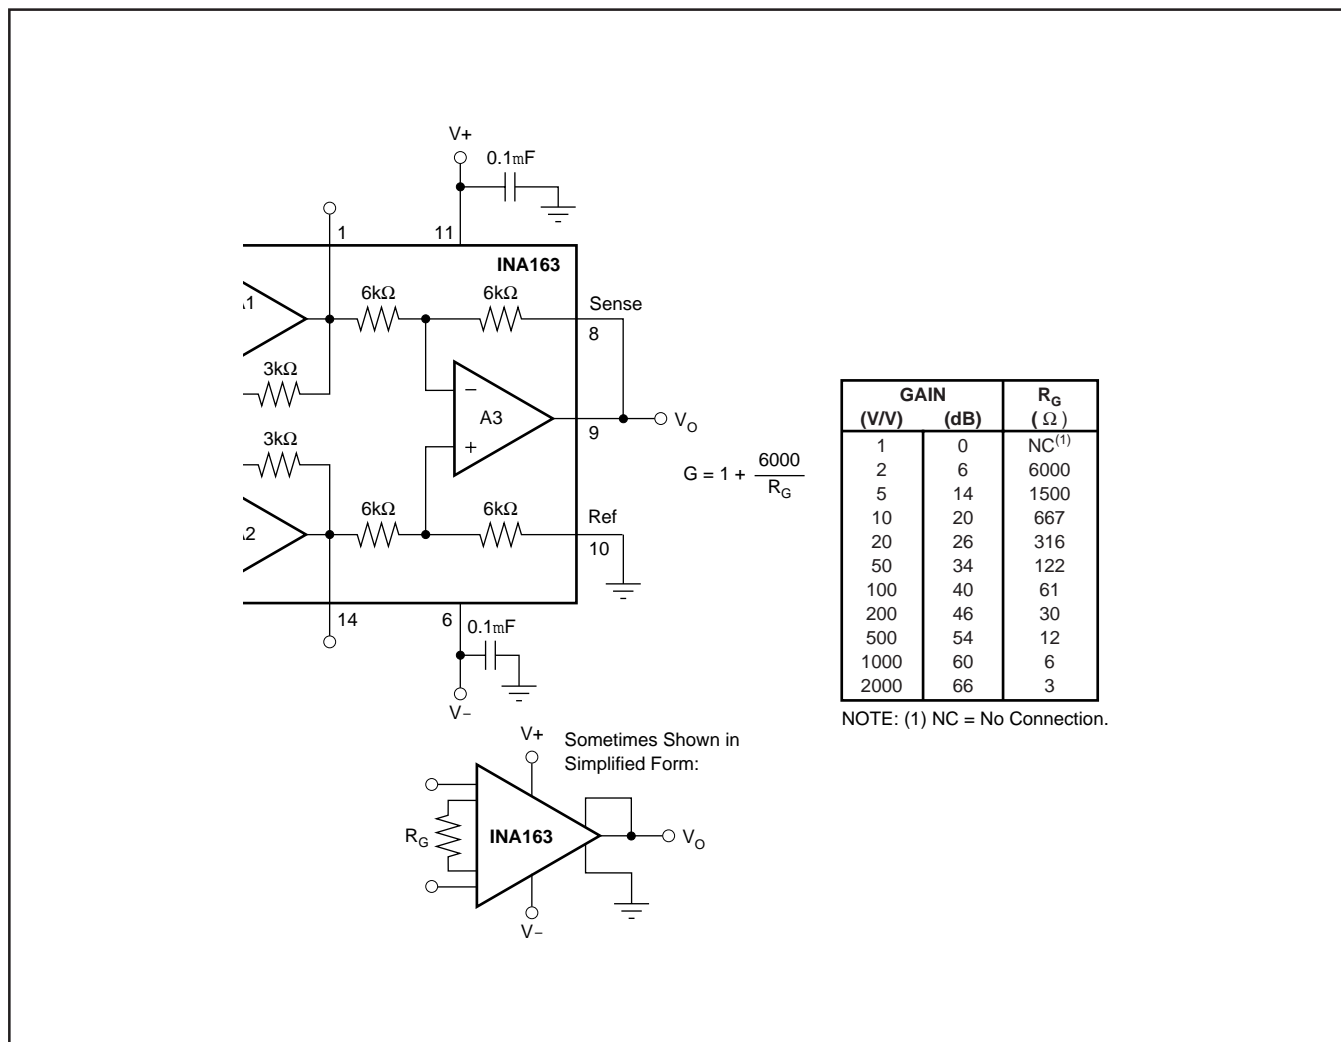 V+
0.1mF
1
11
INA163
A1
6kΩ
6kΩ
Sense
8
3kΩ
A3
−
+
9
VO
3kΩ
A2
6kΩ
6kΩ
Ref
10
14
6
0.1mF
V−
G = 1 + 6000 / RG
GAIN RG
(V/V) (dB) (Ω)
1 0 NC(1)
2 6 6000
5 14 1500
10 20 667
20 26 316
50 34 122
100 40 61
200 46 30
500 54 12
1000 60 6
2000 66 3
NOTE: (1) NC = No Connection.
V+
Sometimes Shown in
Simplified Form:
RG
INA163
VO
V−